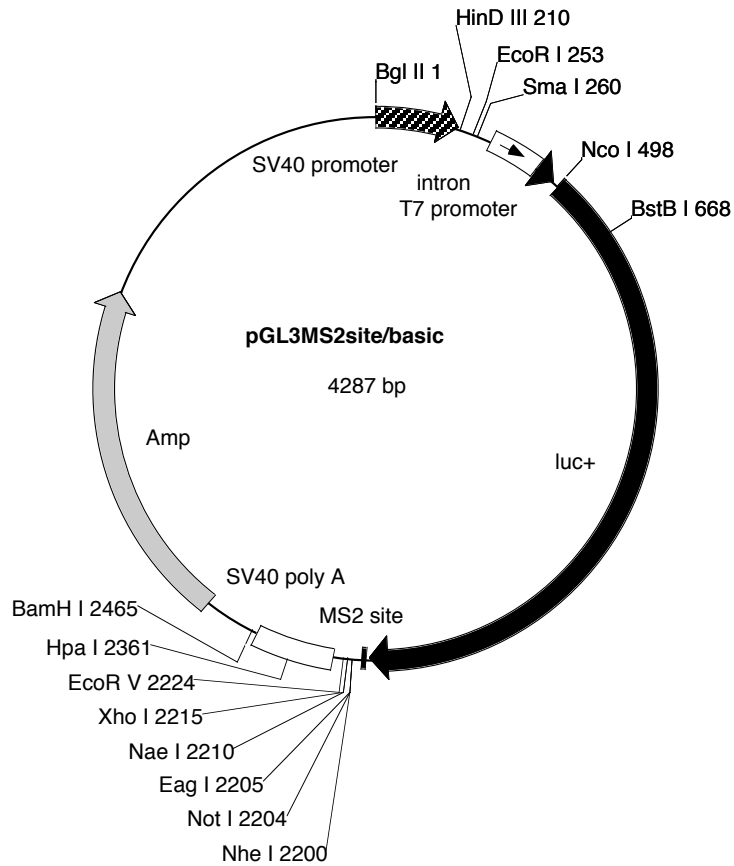 HinD III 210
EcoR I 253
Bgl II 1
Sma I 260
Nco I 498
SV40 promoter
intron
T7 promoter
BstB I 668
pGL3MS2site/basic
4287 bp
Amp
luc+
SV40 poly A
MS2 site
BamH I 2465
Hpa I 2361
EcoR V 2224
Xho I 2215
Nae I 2210
Eag I 2205
Not I 2204
Nhe I 2200